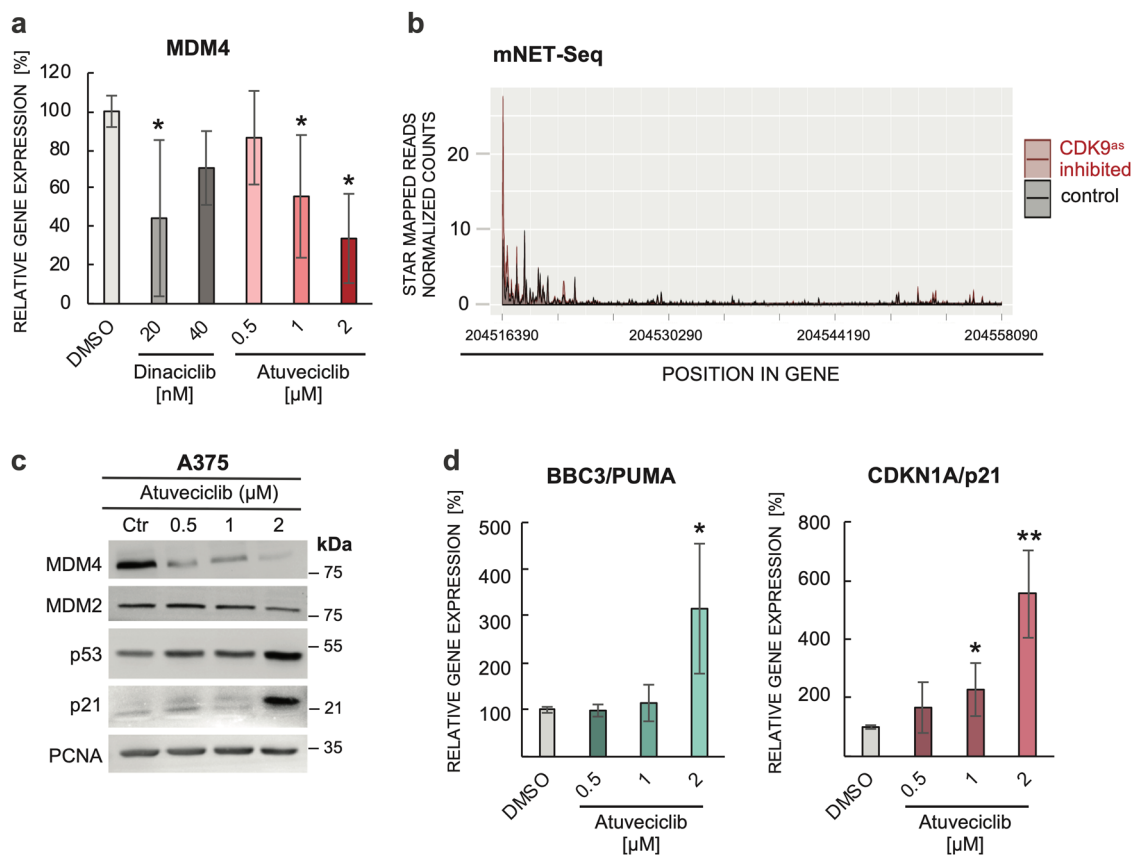 a
MDM4
RELATIVE GENE EXPRESSION [%]
120
100
80
60
40
20
0
*
*
*
DMSO
20
40
0.5
1
2
Dinaciclib
[nM]
Atuveciclib
[µM]
b
mNET-Seq
STAR MAPPED READS
NORMALIZED COUNTS
20
10
0
204516390
204530290
204544190
204558090
POSITION IN GENE
CDK9as
inhibited
control
c
A375
Atuveciclib (µM)
Ctr 0.5 1 2
kDa
MDM4
75
MDM2
75
p53
55
p21
21
PCNA
35
d
BBC3/PUMA
RELATIVE GENE EXPRESSION [%]
500
400
300
200
100
*
DMSO
0.5
1
2
Atuveciclib
[µM]
CDKN1A/p21
RELATIVE GENE EXPRESSION [%]
800
600
400
200
*
**
DMSO
0.5
1
2
Atuveciclib
[µM]